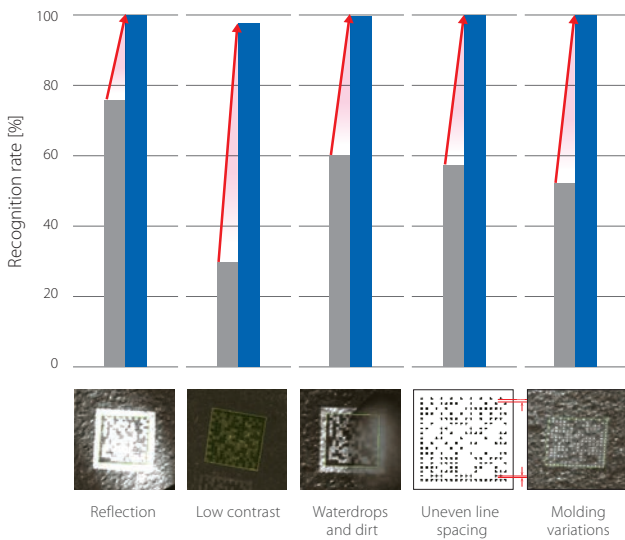 100
80
60
40
20
0
Recognition rate [%]
Reflection
Low contrast
Waterdrops
and dirt
Uneven line
spacing
Molding
variations